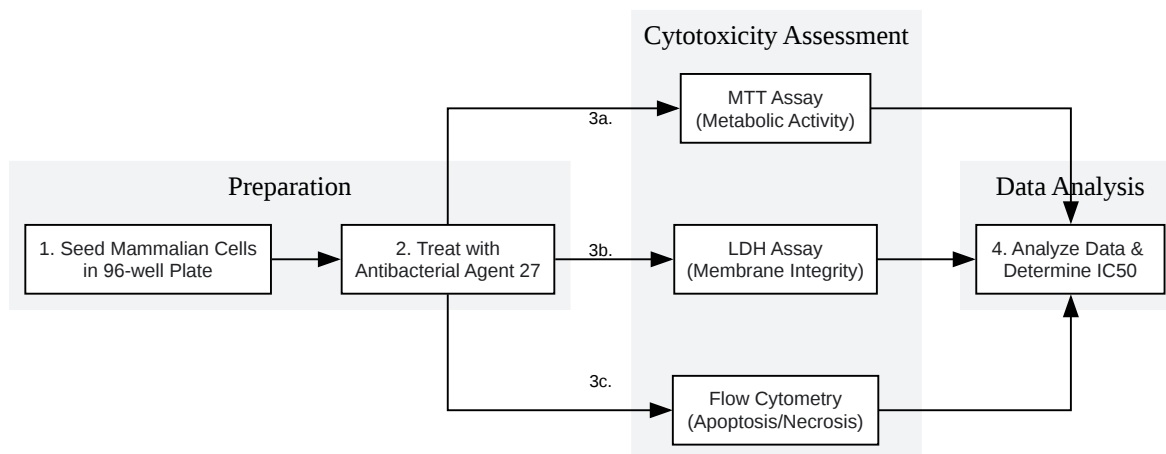 Cytotoxicity Assessment
MTT Assay
(Metabolic Activity)
3a.
Preparation
Data Analysis
1. Seed Mammalian Cells
in 96-well Plate
2. Treat with
Antibacterial Agent 27
3b.
LDH Assay
(Membrane Integrity)
4. Analyze Data &
Determine IC50
3c.
Flow Cytometry
(Apoptosis/Necrosis)